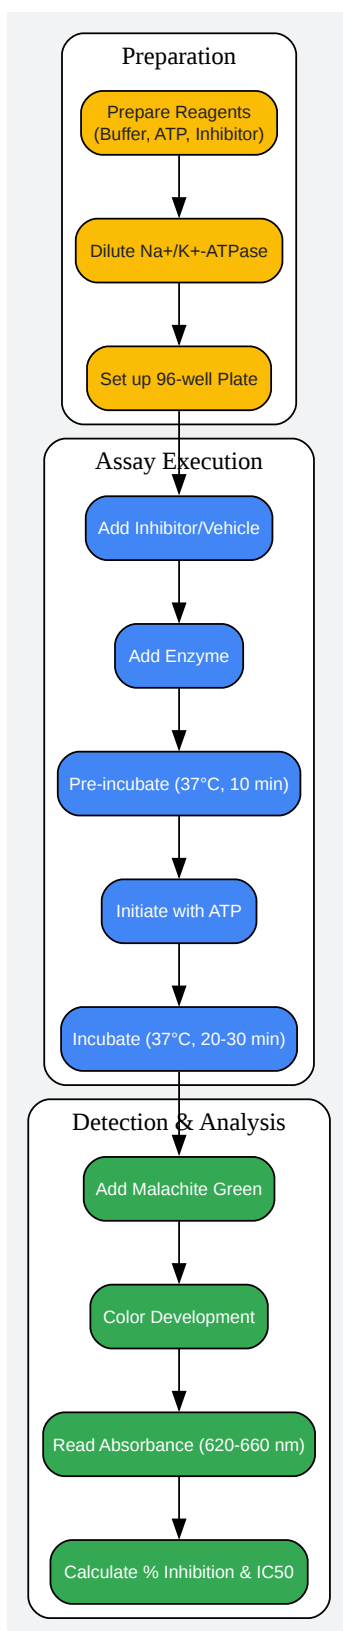 Preparation
Prepare Reagents
(Buffer, ATP, Inhibitor)
Dilute Na+/K+-ATPase
Set up 96-well Plate
Assay Execution
Add Inhibitor/Vehicle
Add Enzyme
Pre-incubate (37°C, 10 min)
Initiate with ATP
Incubate (37°C, 20-30 min)
Detection & Analysis
Add Malachite Green
Color Development
Read Absorbance (620-660 nm)
Calculate % Inhibition & IC50